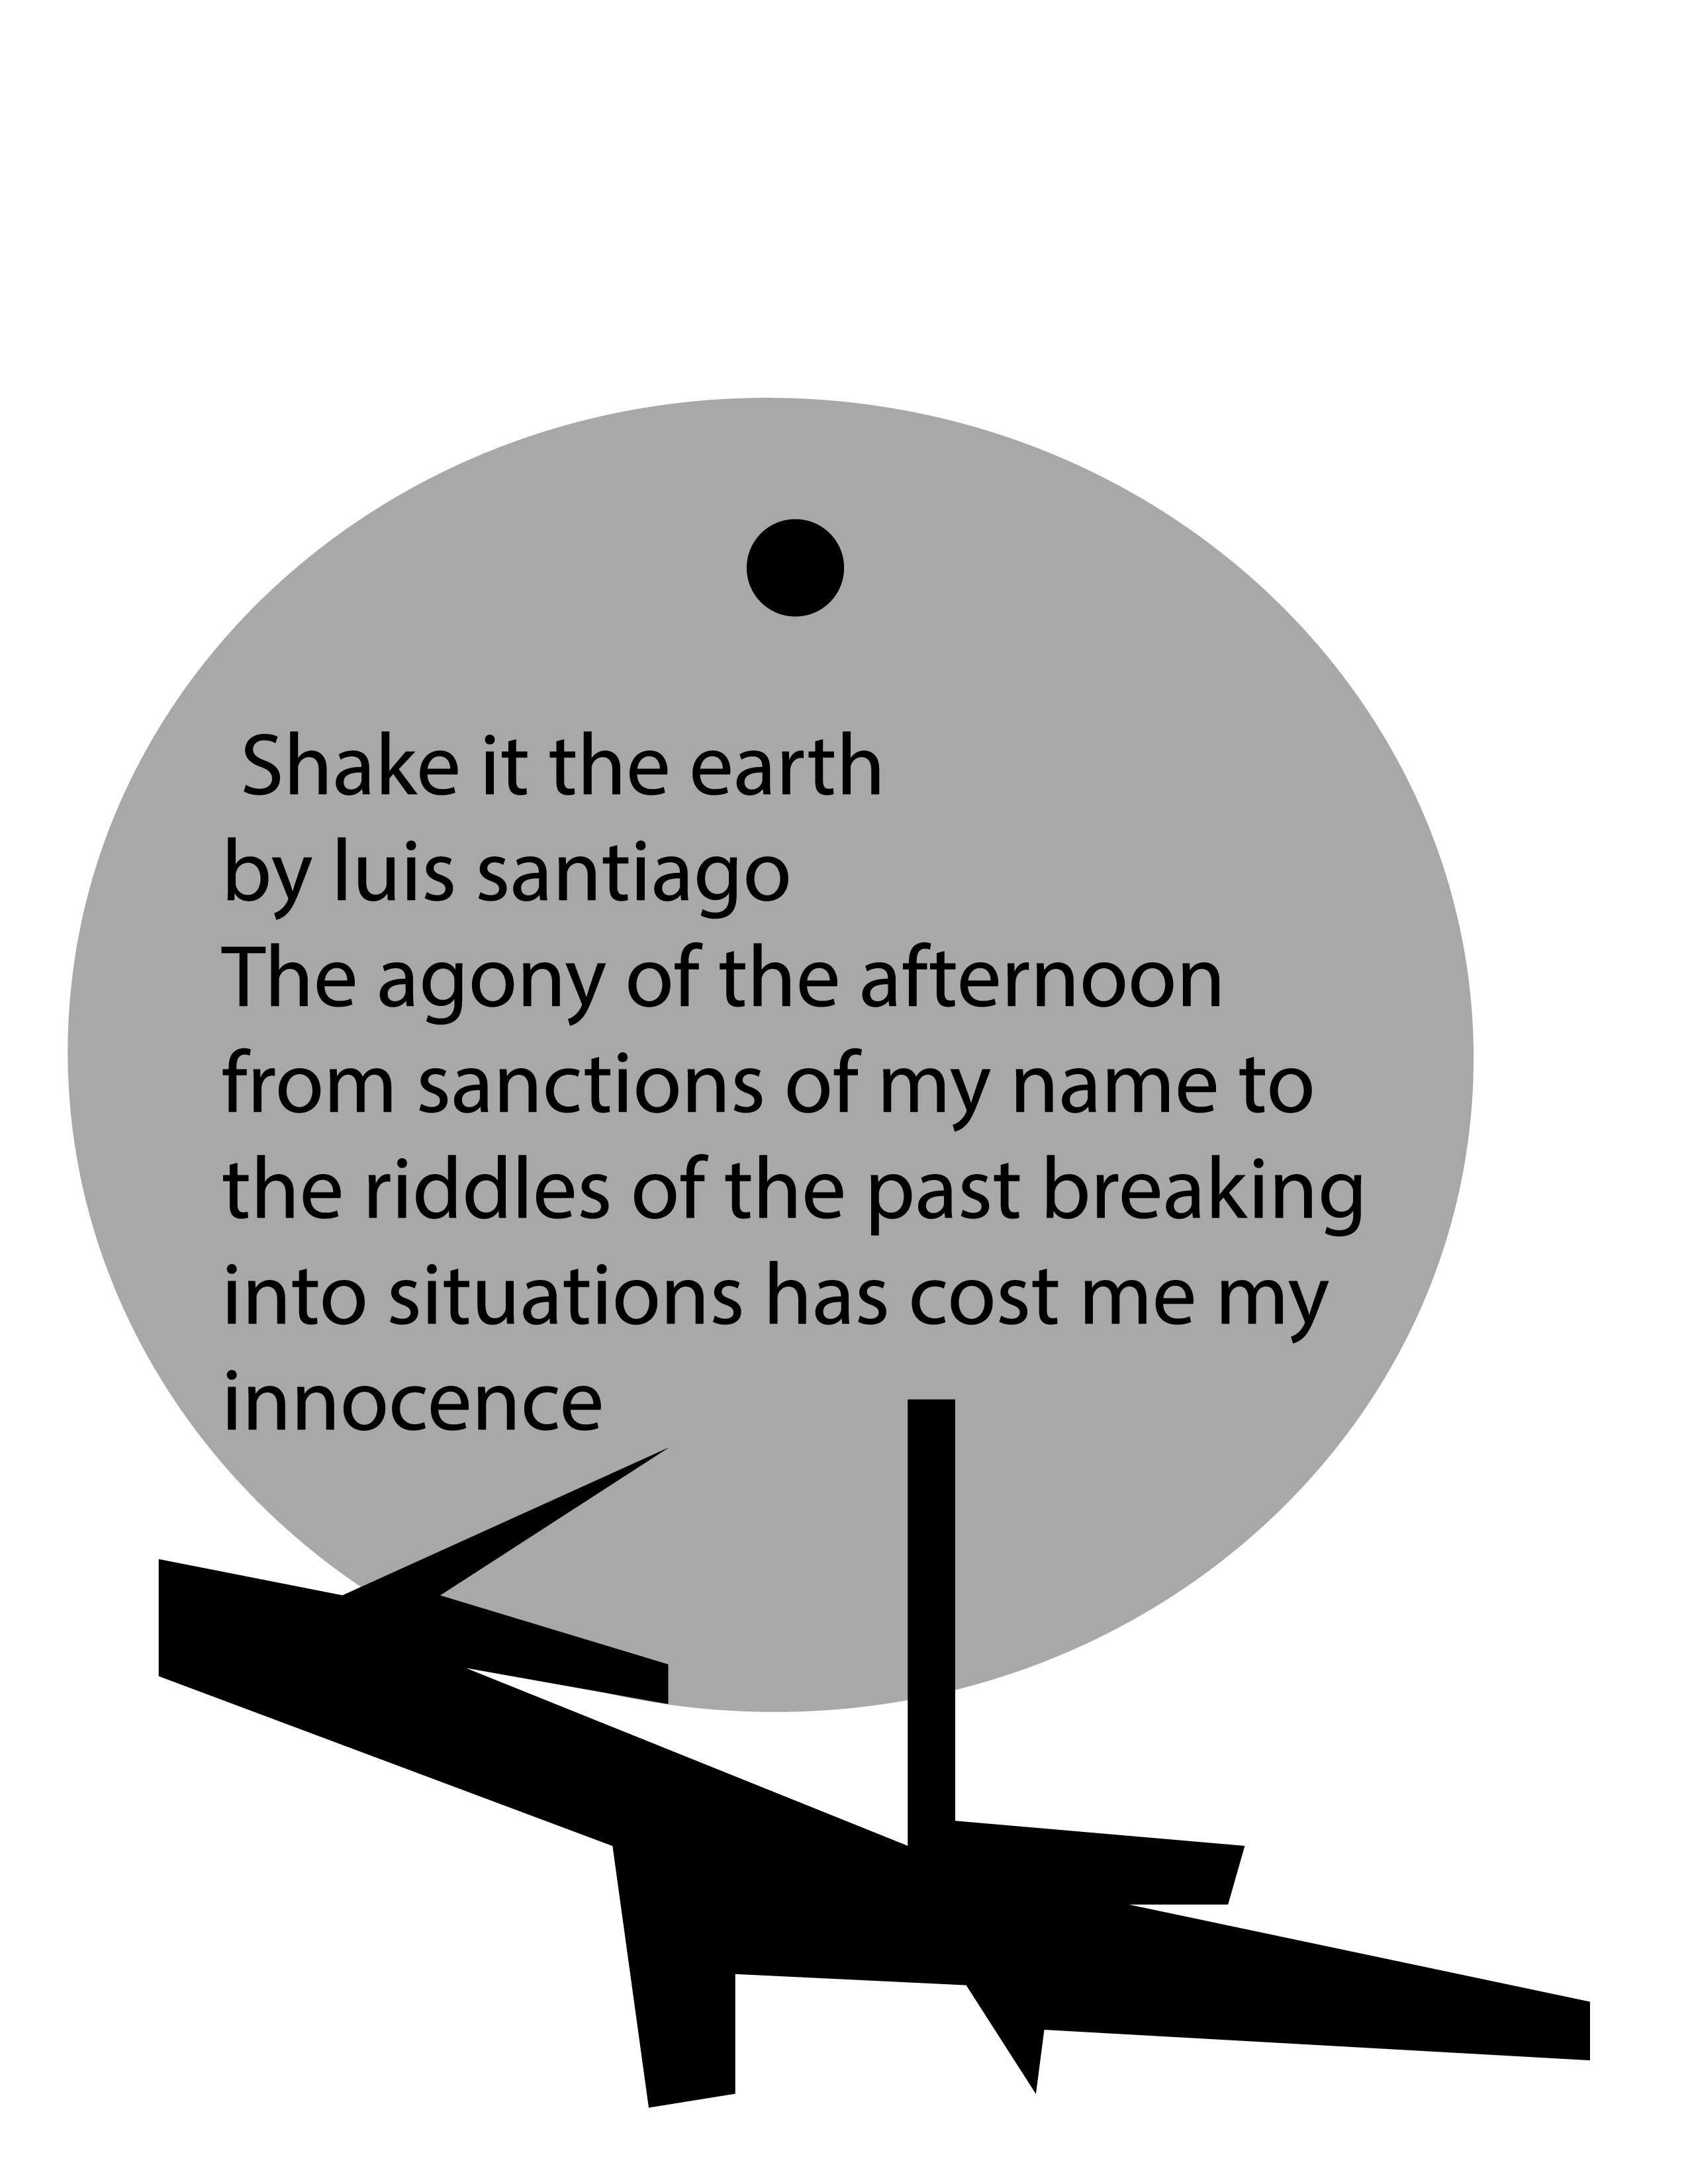 Shake it the earth
by luis santiago
The agony of the afternoon
from sanctions of my name to
the riddles of the past breaking
into situations has cost me my
innocence